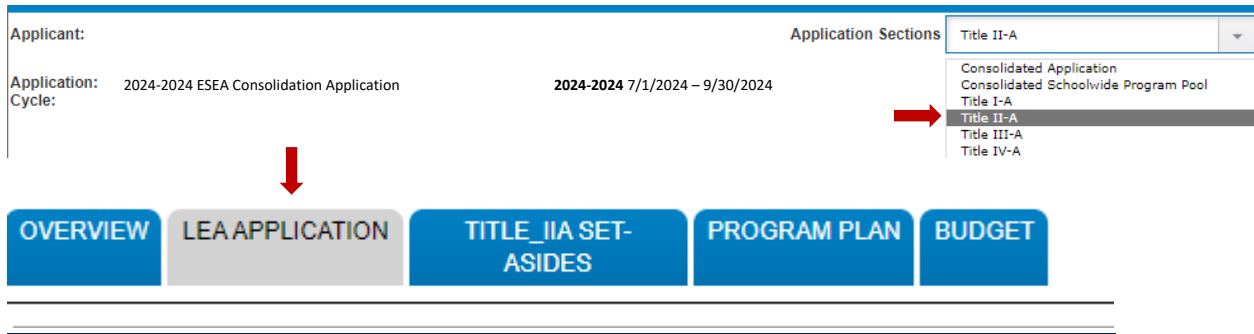 Applicant:
Application Sections
Title II-A
Consolidated Application
Consolidated Schoolwide Program Pool
Title I-A
Title II-A
Title III-A
Title IV-A
Application: 2024-2024 ESEA Consolidation Application 2024-2024 7/1/2024 – 9/30/2024
Cycle:
OVERVIEW
LEA APPLICATION
TITLE_IIA SET-
ASIDES
PROGRAM PLAN
BUDGET